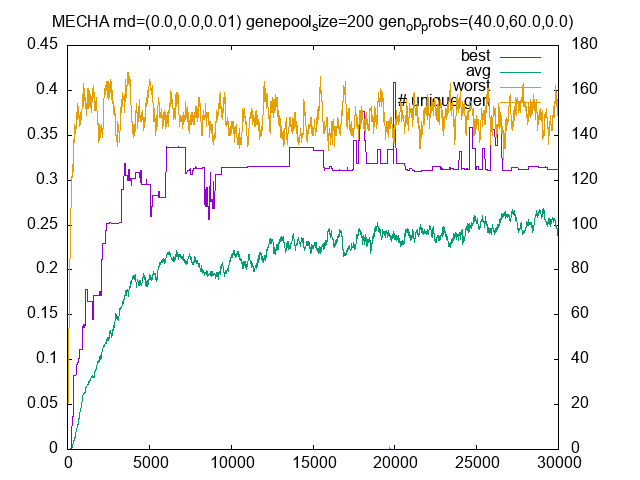 MECHA rnd=(0.0,0.0,0.01) genepoolsize=200 genopprobs=(40.0,60.0,0.0)
0.45 180
best
avg
0.4 160
worst
# unique gen
0.35 140
0.3 120
0.25 100
0.2 80
0.15 60
0.1 40
0.05 20
0 0
0 5000 10000 15000 20000 25000 30000